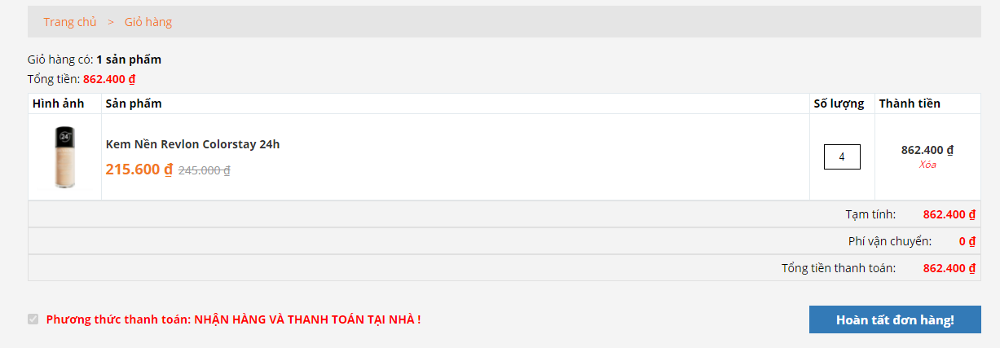 Trang chủ > Giỏ hàng
Giỏ hàng có: 1 sản phẩm
Tổng tiền: 862.400 ₫
Hình ảnh Sản phẩm Số lượng Thành tiền
24
Kem Nền Revlon Colorstay 24h
215.600 ₫ 245.000 ₫
4
862.400 ₫
Xóa
Tạm tính: 862.400 ₫
Phí vận chuyển: 0 ₫
Tổng tiền thanh toán: 862.400 ₫
Phương thức thanh toán: NHẬN HÀNG VÀ THANH TOÁN TẠI NHÀ !
Hoàn tất đơn hàng!